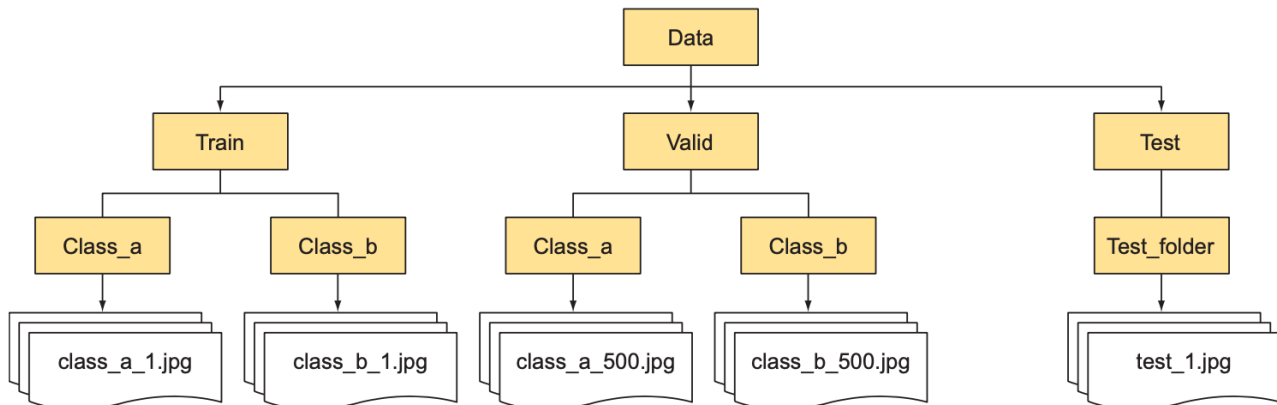 Data
Train
Valid
Test
Class_a
Class_b
Class_a
Class_b
Test_folder
class_a_1.jpg
class_b_1.jpg
class_a_500.jpg
class_b_500.jpg
test_1.jpg